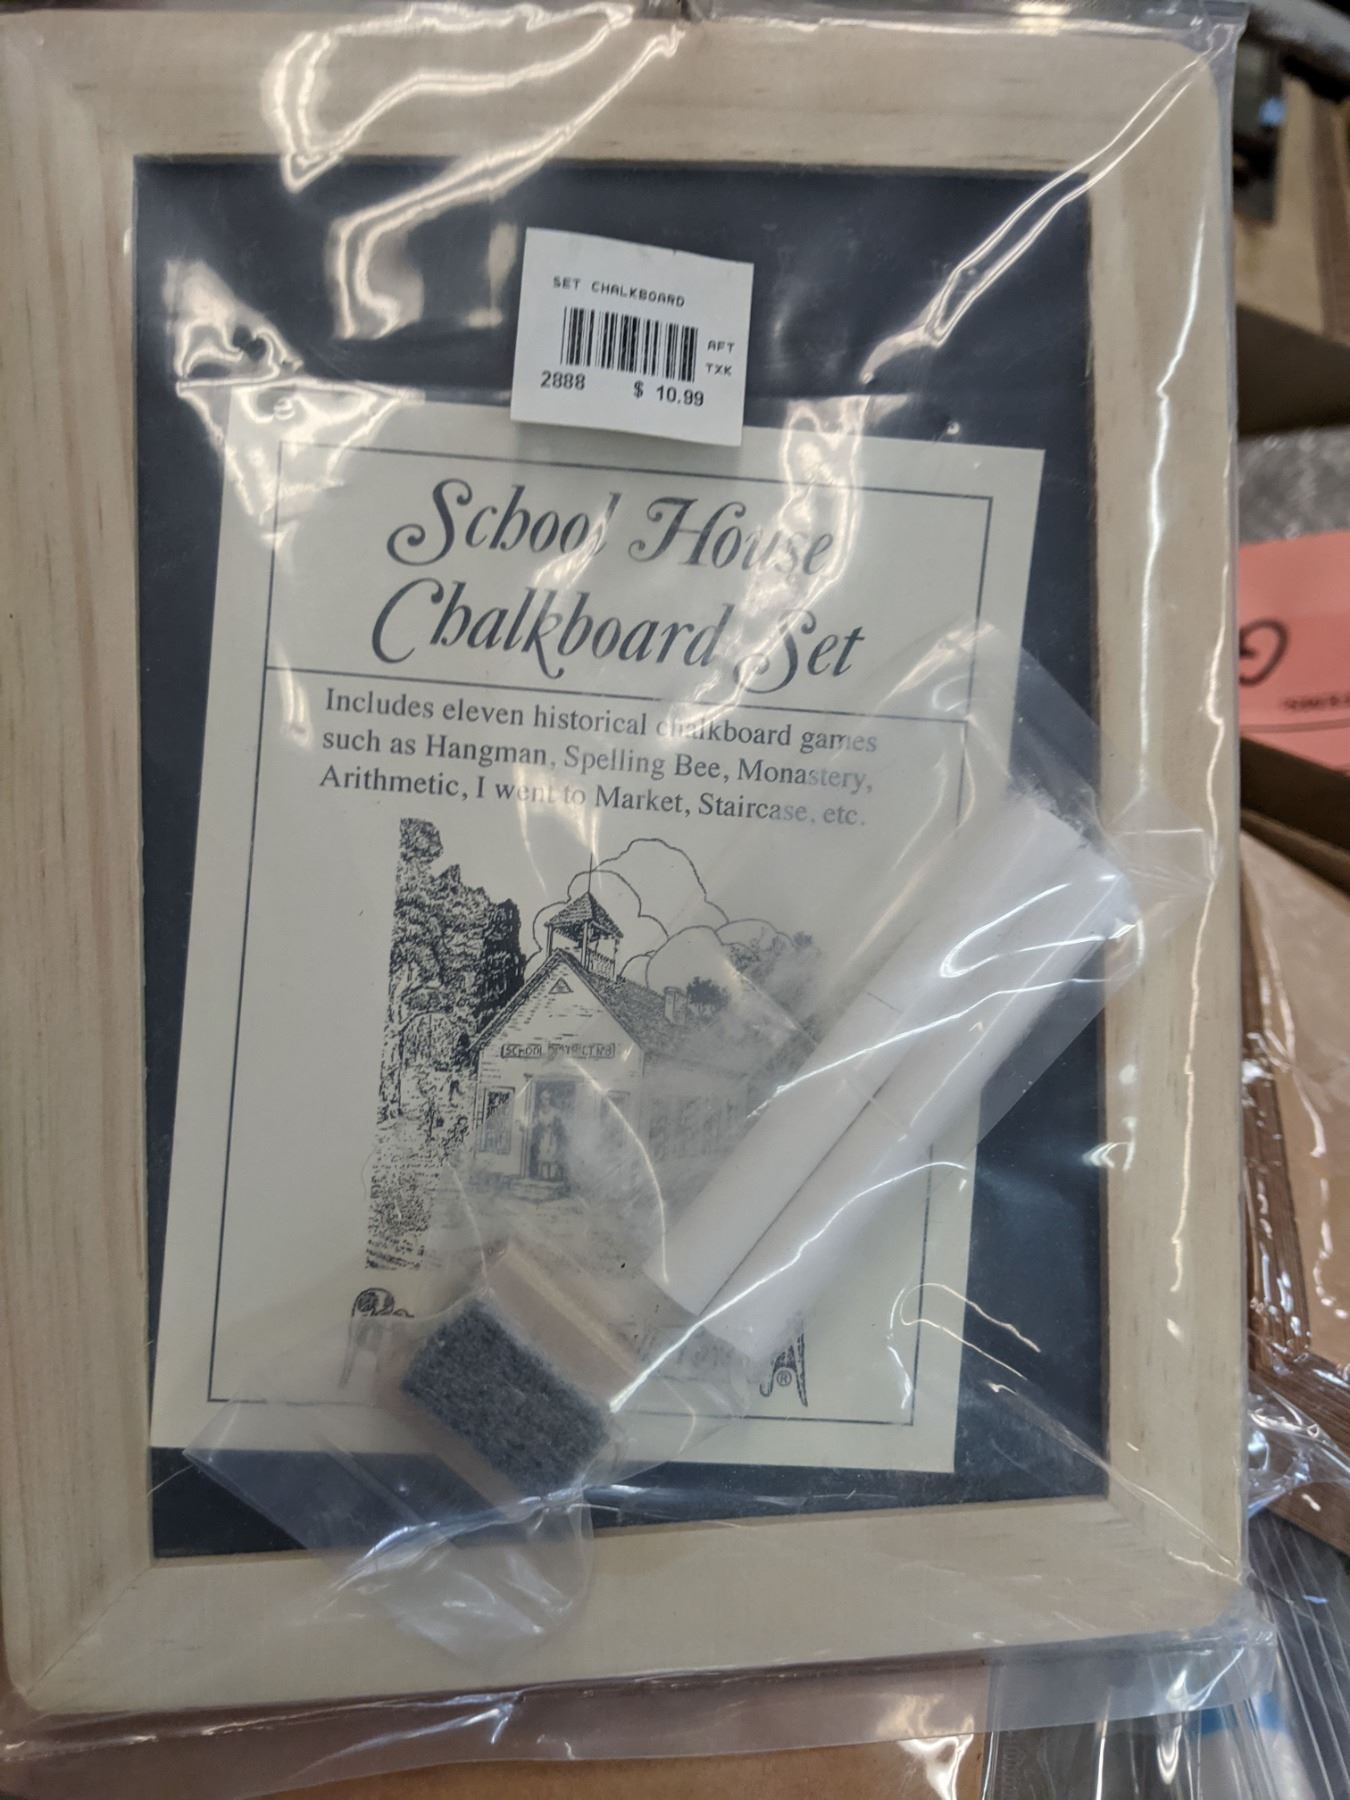 SET CHALKBOARD
AFT
TXK
2888 $ 10.99
School House
Chalkboard Set
Includes eleven historical chalkboard games
such as Hangman, Spelling Bee, Monastery,
Arithmetic, I went to Market, Staircase, etc.
SCHOOL
®